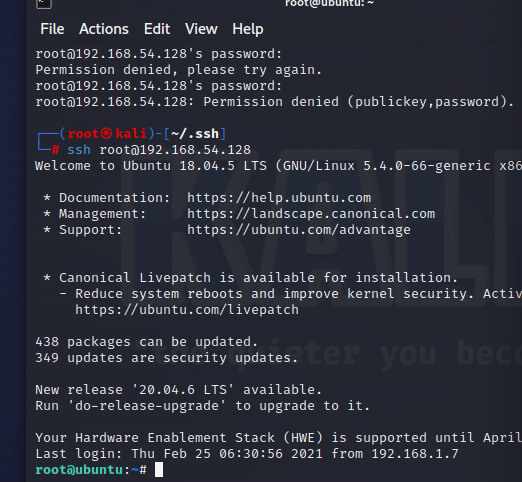 root@ubuntu: ~
File Actions Edit View Help
root@192.168.54.128's password:
Permission denied, please try again.
root@192.168.54.128's password:
root@192.168.54.128: Permission denied (publickey,password).
┌──(root㉿kali)-[~/.ssh]
└─# ssh root@192.168.54.128
Welcome to Ubuntu 18.04.5 LTS (GNU/Linux 5.4.0-66-generic x86
* Documentation: https://help.ubuntu.com
* Management: https://landscape.canonical.com
* Support: https://ubuntu.com/advantage
* Canonical Livepatch is available for installation.
- Reduce system reboots and improve kernel security. Activ
https://ubuntu.com/livepatch
438 packages can be updated.
349 updates are security updates.
New release '20.04.6 LTS' available.
Run 'do-release-upgrade' to upgrade to it.
Your Hardware Enablement Stack (HWE) is supported until April
Last login: Thu Feb 25 06:30:56 2021 from 192.168.1.7
root@ubuntu:~#